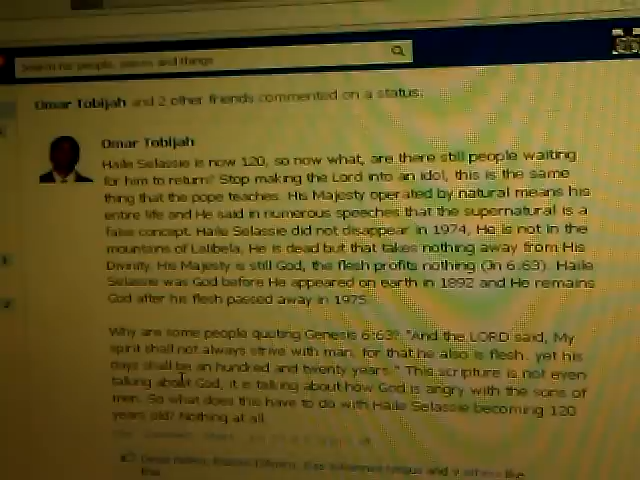 Search for people, places and things
Omar Tobijah and 2 other friends commented on a status.
Omar Tobijah
Haile Selassie is now 120, so now what, are there still people waiting
for him to return? Stop making the Lord into an idol, this is the same
thing that the pope teaches. His Majesty operated by natural means his
entire life and He said in numerous speeches that the supernatural is a
false concept. Haile Selassie did not disappear in 1974, He is not in the
mountains of Lalibela, He is dead but that takes nothing away from His
Divinity. His Majesty is still God, the flesh profits nothing (Jn 6:63). Haile
Selassie was God before He appeared on earth in 1892 and He remains
God after his flesh passed away in 1975.
Why are some people quoting Genesis 6:63?: "And the LORD said, My
spirit shall not always strive with man, for that he also is flesh: yet his
days shall be an hundred and twenty years." This scripture is not even
talking about God, it is talking about how God is angry with the sons of
men. So what does this have to do with Haile Selassie becoming 120
years old? Nothing at all.
and 9 others like
this.